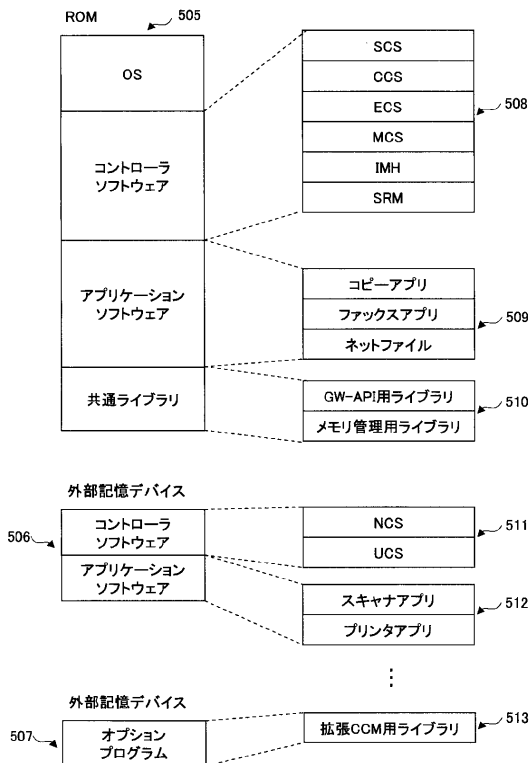 ROM
505
OS
コントローラ
ソフトウェア
アプリケーション
ソフトウェア
共通ライブラリ
SCS
CCS
ECS
MCS
IMH
SRM
508
コピーアプリ
ファックスアプリ
ネットファイル
509
GW-API用ライブラリ
メモリ管理用ライブラリ
510
外部記憶デバイス
506
コントローラ
ソフトウェア
アプリケーション
ソフトウェア
NCS
UCS
511
スキャナアプリ
プリンタアプリ
512
外部記憶デバイス
507
オプション
プログラム
拡張CCM用ライブラリ
513